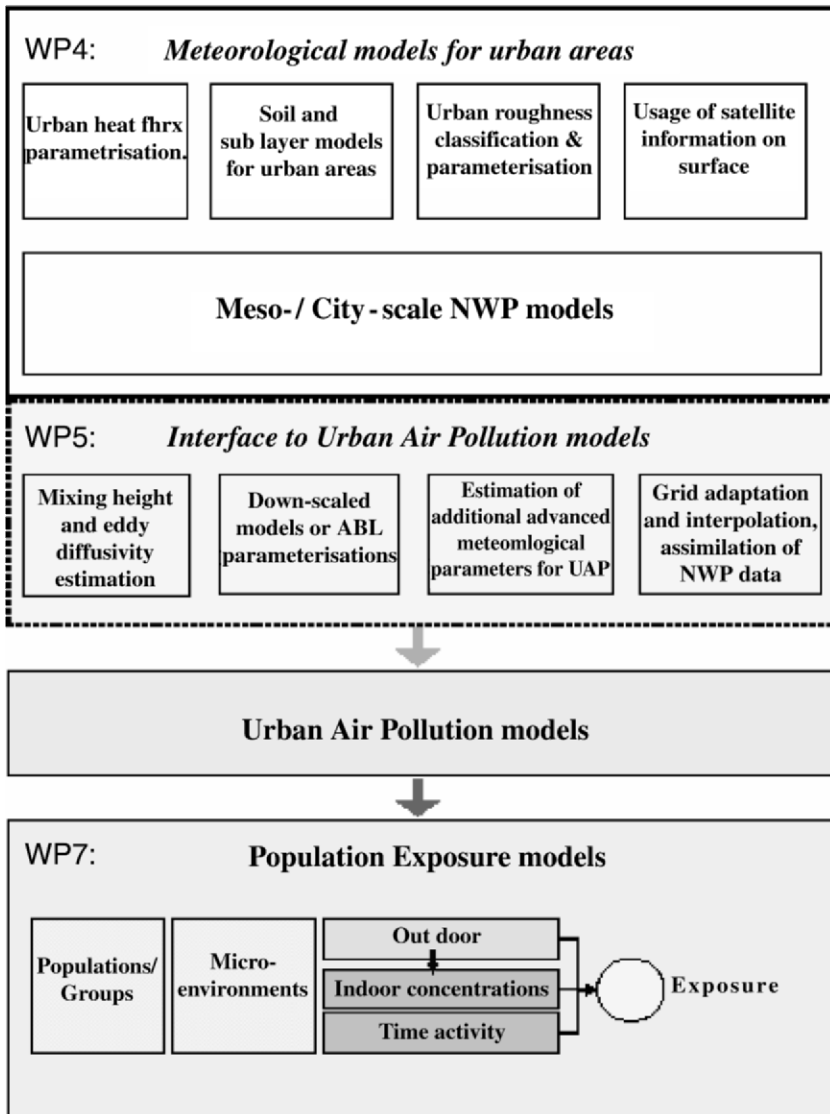 WP4: Meteorological models for urban areas
Urban heat fhrx
parametrisation.
Soil and
sub layer models
for urban areas
Urban roughness
classification &
parameterisation
Usage of satellite
information on
surface
Meso- / City - scale NWP models
WP5: Interface to Urban Air Pollution models
Mixing height
and eddy
diffusivity
estimation
Down-scaled
models or ABL
parameterisations
Estimation of
additional advanced
meteomlogical
parameters for UAP
Grid adaptation
and interpolation,
assimilation of
NWP data
Urban Air Pollution models
WP7: Population Exposure models
Populations/
Groups
Micro-
environments
Out door
Indoor concentrations
Time activity
Exposure